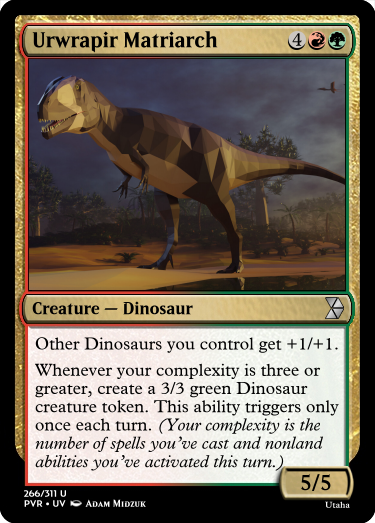 Urwrapir Matriarch 4
Creature — Dinosaur
Other Dinosaurs you control get +1/+1.
Whenever your complexity is three or
greater, create a 3/3 green Dinosaur
creature token. This ability triggers only
once each turn. (Your complexity is the
number of spells you've cast and nonland
abilities you've activated this turn.)
5/5
266/311 U
PVR • UV Adam Midzuk
Utaha